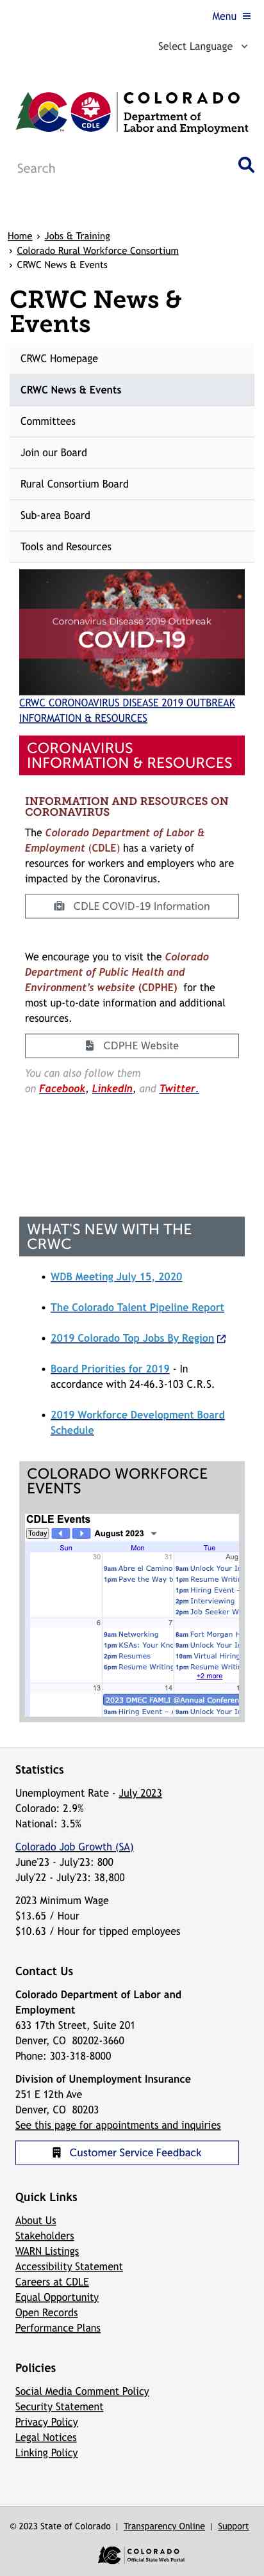 Menu
Select Language
CDLE
COLORADO
Department of
Labor and Employment
Search
Home › Jobs & Training
› Colorado Rural Workforce Consortium
› CRWC News & Events
CRWC News &
Events
CRWC Homepage
CRWC News & Events
Committees
Join our Board
Rural Consortium Board
Sub-area Board
Tools and Resources
Coronavirus Disease 2019 Outbreak
COVID-19
CRWC CORONOAVIRUS DISEASE 2019 OUTBREAK
INFORMATION & RESOURCES
CORONAVIRUS
INFORMATION & RESOURCES
INFORMATION AND RESOURCES ON
CORONAVIRUS
The Colorado Department of Labor &
Employment (CDLE) has a variety of
resources for workers and employers who are
impacted by the Coronavirus.
CDLE COVID-19 Information
We encourage you to visit the Colorado
Department of Public Health and
Environment’s website (CDPHE)  for the
most up-to-date information and additional
resources.
CDPHE Website
You can also follow them
on Facebook, LinkedIn, and Twitter.
WHAT'S NEW WITH THE
CRWC
• WDB Meeting July 15, 2020
• The Colorado Talent Pipeline Report
• 2019 Colorado Top Jobs By Region
• Board Priorities for 2019 - In
accordance with 24-46.3-103 C.R.S.
• 2019 Workforce Development Board
Schedule
COLORADO WORKFORCE
EVENTS
CDLE Events
Today August 2023
Sun Mon Tue
30 31 Aug
9am Abre el Camino 9am Unlock Your In
1pm Pave the Way to 1pm Resume Writin
1pm Hiring Event -
2pm Interviewing
2pm Job Seeker W
6 7
9am Networking 8am Fort Morgan H
1pm KSAs: Your Kno 9am Unlock Your In
2pm Resumes 10am Virtual Hiring
6pm Resume Writing 1pm Resume Writin
+2 more
13 14 1
2023 DMEC FAMLI @Annual Conferen
9am Hiring Event – A 9am Unlock Your In
Statistics
Unemployment Rate - July 2023
Colorado: 2.9%
National: 3.5%
Colorado Job Growth (SA)
June'23 - July'23: 800
July'22 - July'23: 38,800
2023 Minimum Wage
$13.65 / Hour
$10.63 / Hour for tipped employees
Contact Us
Colorado Department of Labor and
Employment
633 17th Street, Suite 201
Denver, CO  80202-3660
Phone: 303-318-8000
Division of Unemployment Insurance
251 E 12th Ave
Denver, CO  80203
See this page for appointments and inquiries
Customer Service Feedback
Quick Links
About Us
Stakeholders
WARN Listings
Accessibility Statement
Careers at CDLE
Equal Opportunity
Open Records
Performance Plans
Policies
Social Media Comment Policy
Security Statement
Privacy Policy
Legal Notices
Linking Policy
© 2023 State of Colorado | Transparency Online | Support
COLORADO
Official State Web Portal